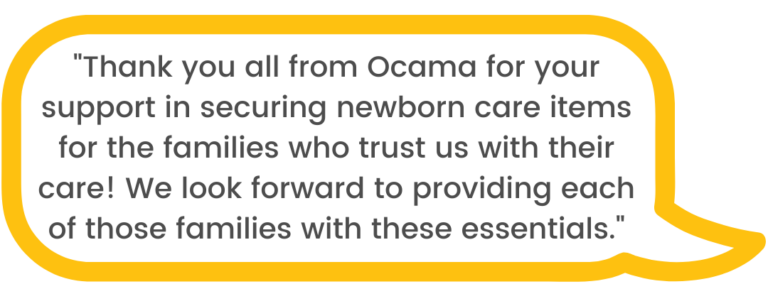 "Thank you all from Ocama for your
support in securing newborn care items
for the families who trust us with their
care! We look forward to providing each
of those families with these essentials."